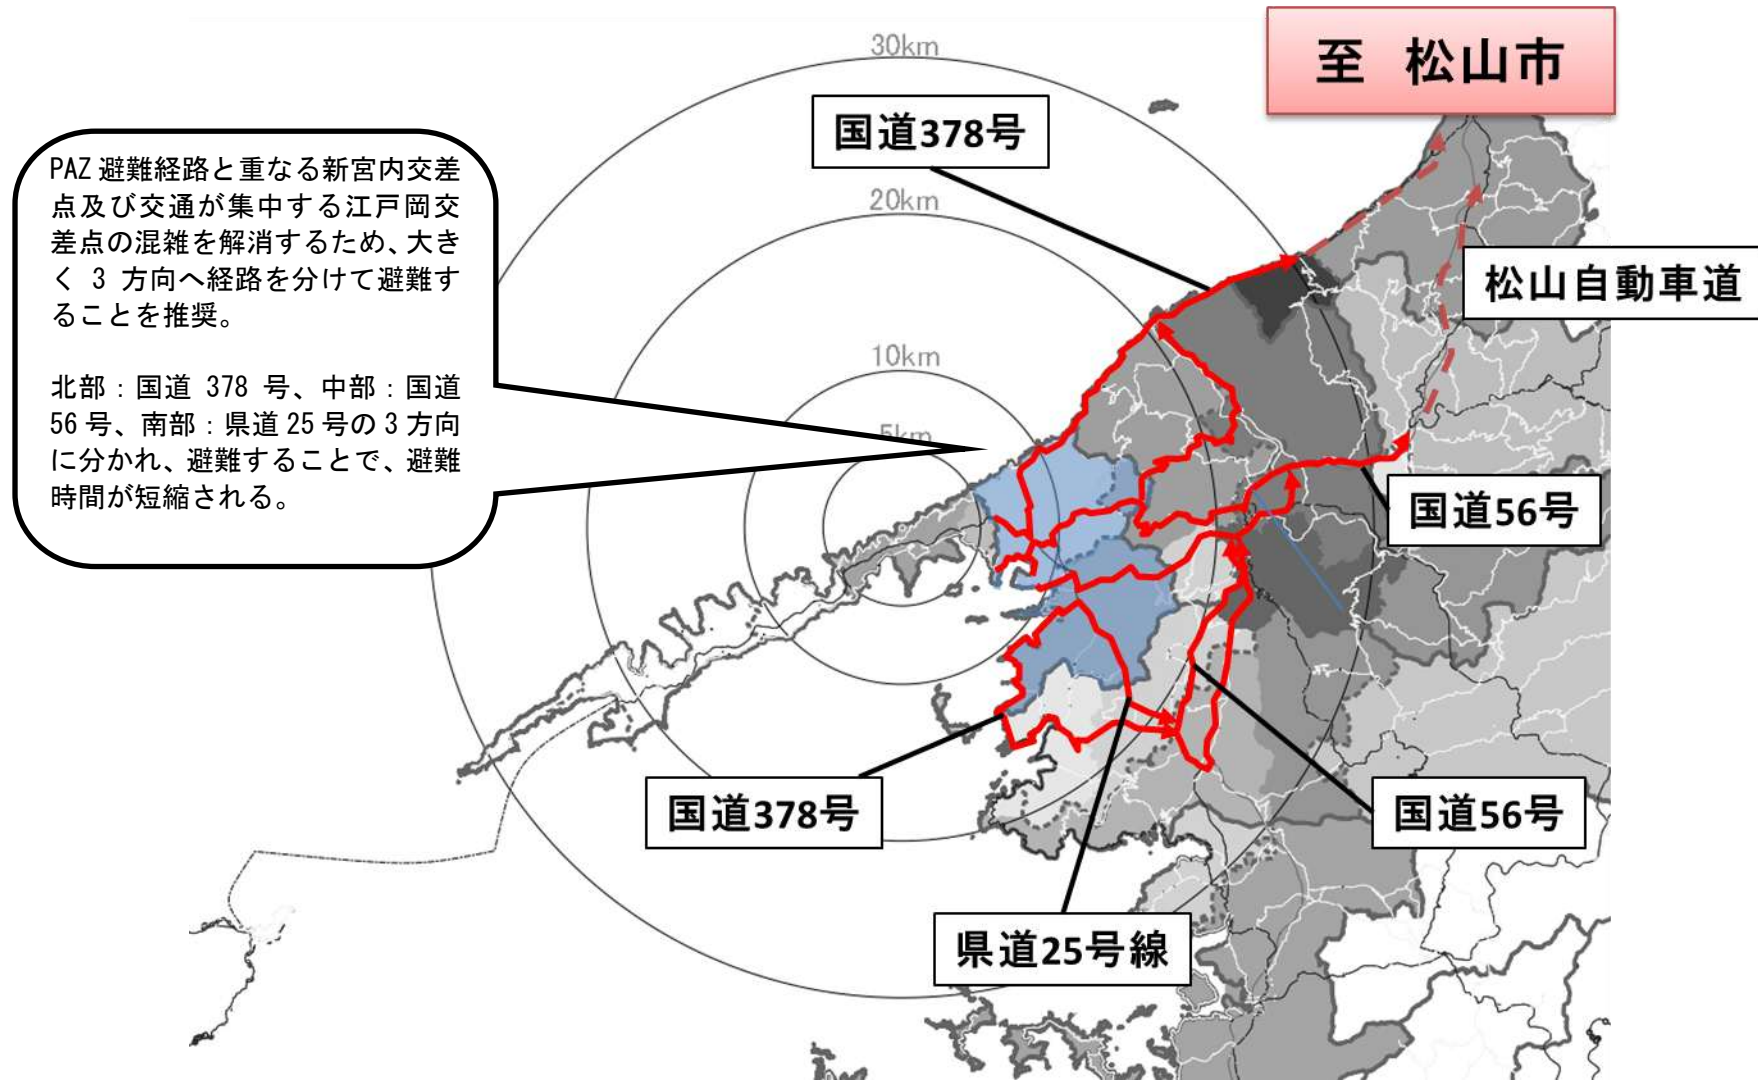 至 松山市
30km
国道378号
PAZ避難経路と重なる新宮内交差
点及び交通が集中する江戸岡交
差点の混雑を解消するため、大き
く 3 方向へ経路を分けて避難す
ることを推奨。
北部：国道 378 号、中部：国道
56号、南部：県道25号の3方向
に分かれ、避難することで、避難
時間が短縮される。
20km
松山自動車道
10km
5km
国道56号
国道378号
国道56号
県道25号線